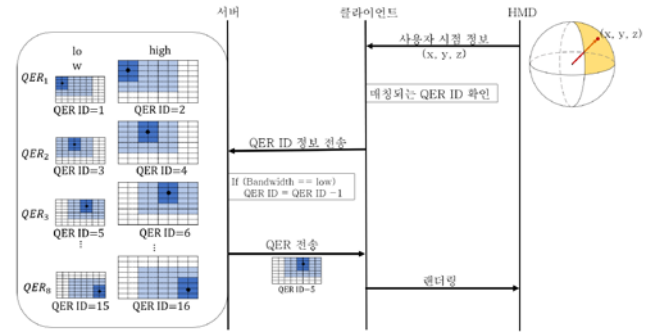 서버
클라이언트
HMD
lo
w
high
사용자 시점 정보
(x, y, z)
(x, y, z)
QER₁
QER ID=1
QER ID=2
매칭되는 QER ID 확인
QER ID 정보 전송
QER₂
QER ID=3
QER ID=4
If (Bandwidth == low)
QER ID = QER ID -1
QER₃
QER ID=5
QER ID=6
⋮
⋮
QER 전송
QER ID=5
랜더링
QER₈
QER ID=15
QER ID=16